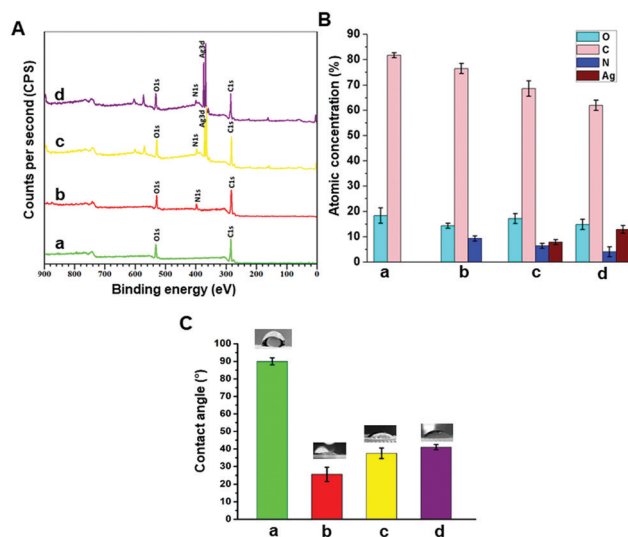 A
Counts per second (CPS)
d
O1s
N1s
Ag3d
C1s
c
O1s
N1s
Ag3d
C1s
b
O1s
N1s
C1s
a
O1s
C1s
900 800 700 600 500 400 300 200 100 0
Binding energy (eV)
B
Atomic concentration (%)
90
80
70
60
50
40
30
20
10
0
O
C
N
Ag
a b c d
C
Contact angle (°)
100
90
80
70
60
50
40
30
20
10
0
a b c d